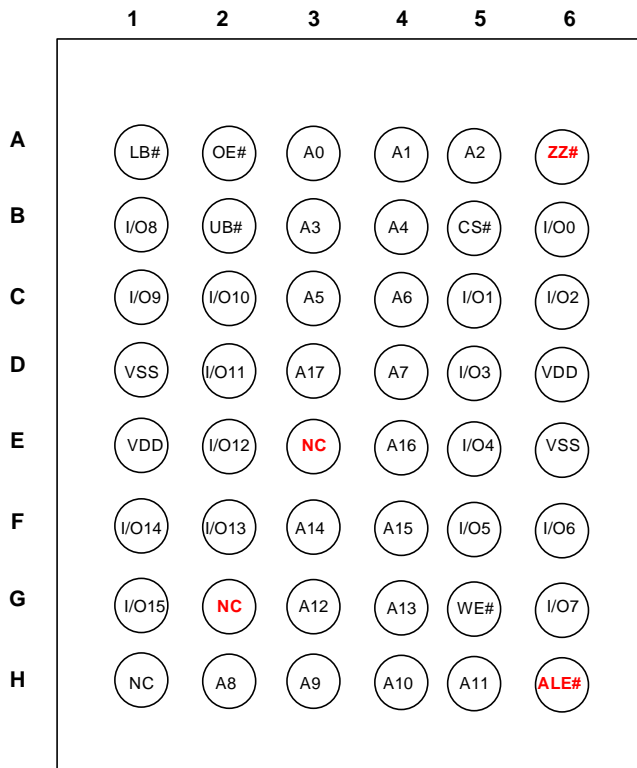 1 2 3 4 5 6
A LB# OE# A0 A1 A2 ZZ#
B I/O8 UB# A3 A4 CS# I/O0
C I/O9 I/O10 A5 A6 I/O1 I/O2
D VSS I/O11 A17 A7 I/O3 VDD
E VDD I/O12 NC A16 I/O4 VSS
F I/O14 I/O13 A14 A15 I/O5 I/O6
G I/O15 NC A12 A13 WE# I/O7
H NC A8 A9 A10 A11 ALE#